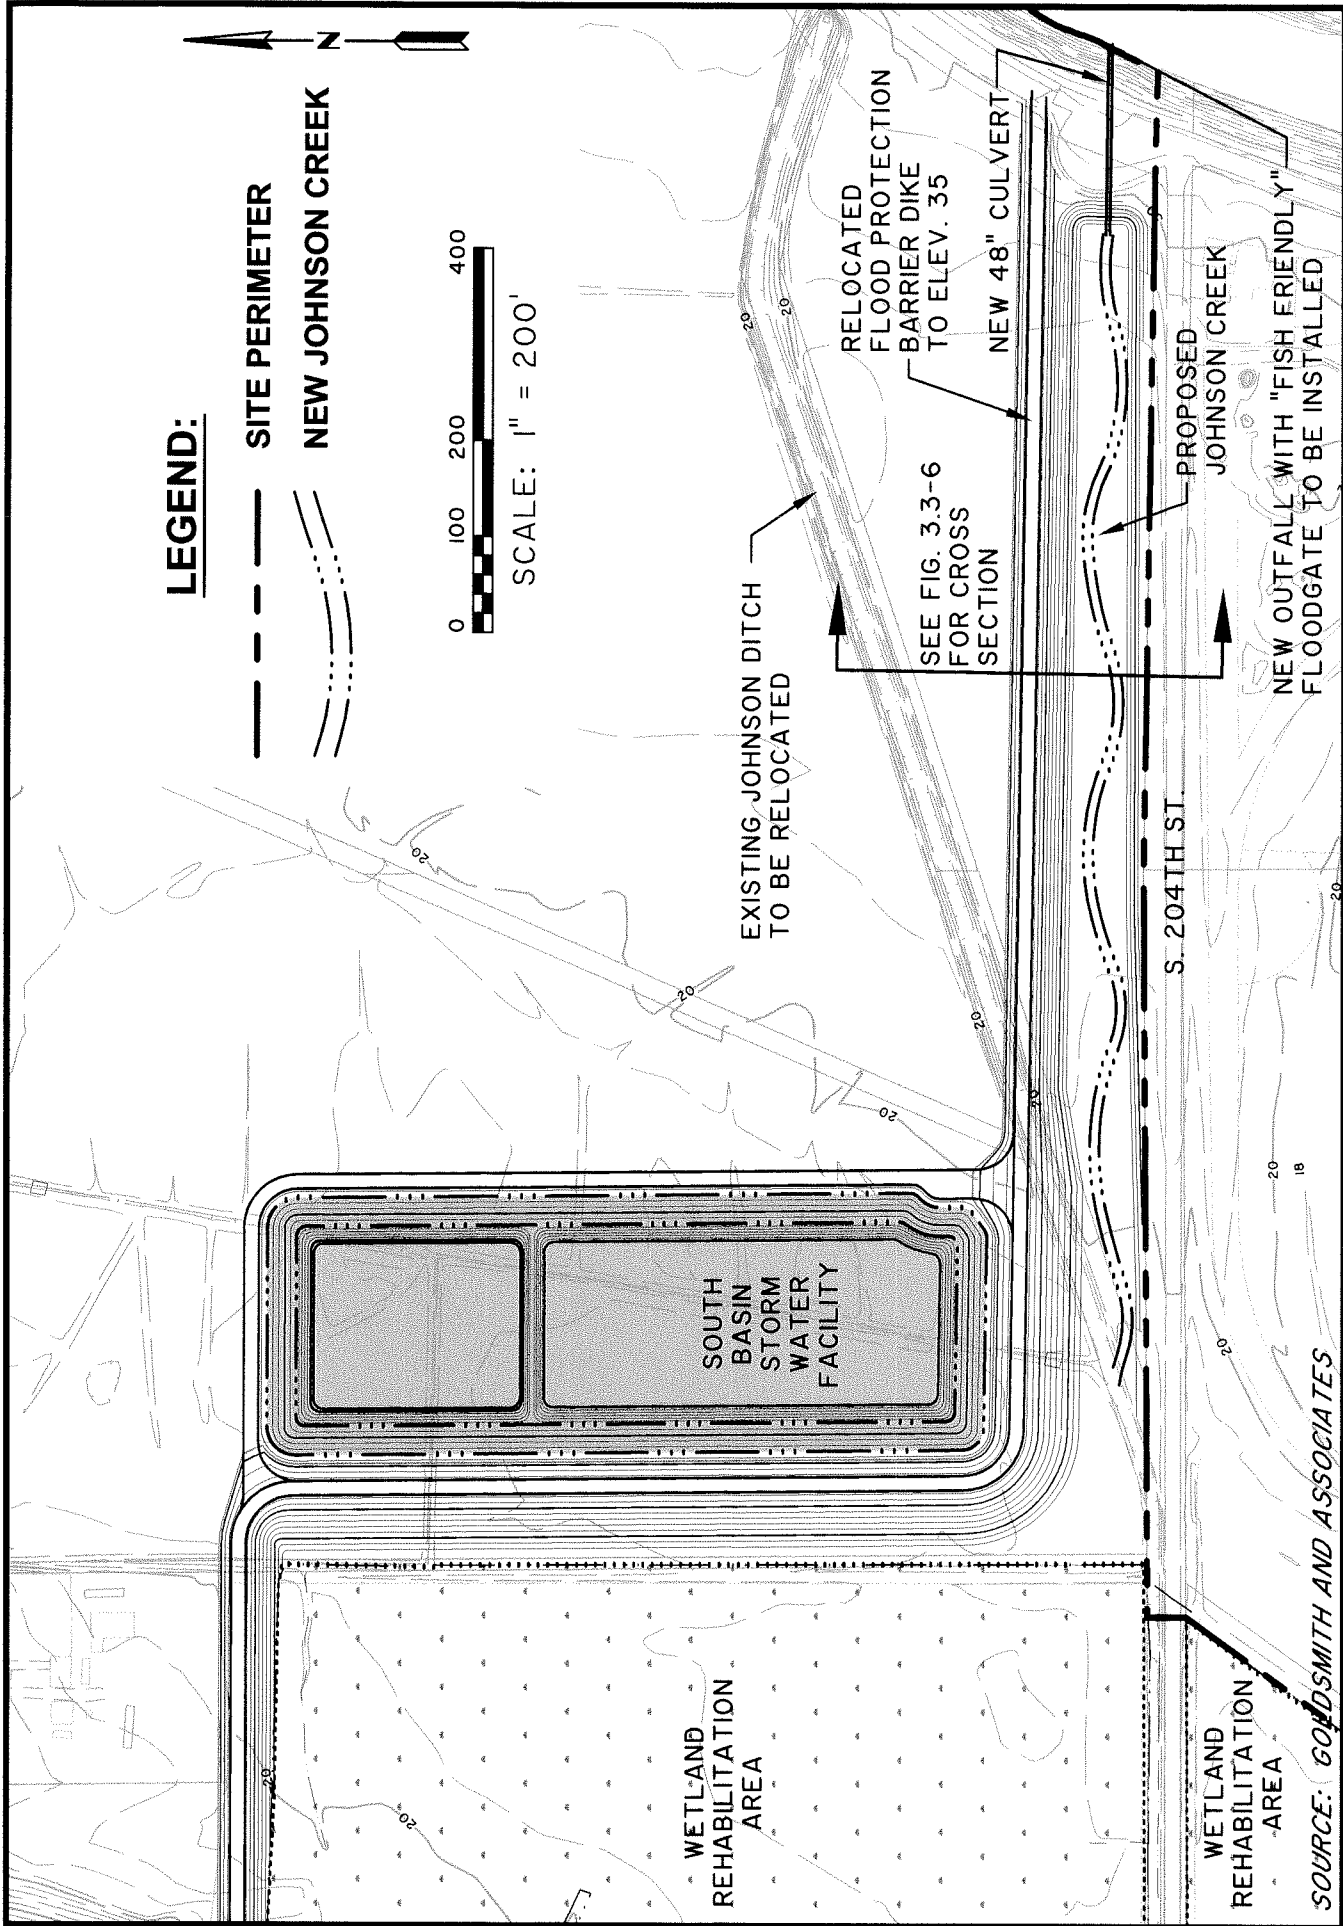 LEGEND:
SITE PERIMETER
NEW JOHNSON CREEK
N
0 100 200 400
SCALE: 1" = 200'
EXISTING JOHNSON DITCH
TO BE RELOCATED
RELOCATED
FLOOD PROTECTION
BARRIER DIKE
TO ELEV. 35
NEW 48" CULVERT
SEE FIG. 3.3-6
FOR CROSS
SECTION
PROPOSED
JOHNSON CREEK
NEW OUTFALL WITH "FISH FRIENDLY"
FLOODGATE TO BE INSTALLED
S. 204TH ST.
SOUTH
BASIN
STORM
WATER
FACILITY
WETLAND
REHABILITATION
AREA
WETLAND
REHABILITATION
AREA
20
20
20
20
20
20
20
20
20
20
18
20
20
SOURCE: GOLDSMITH AND ASSOCIATES